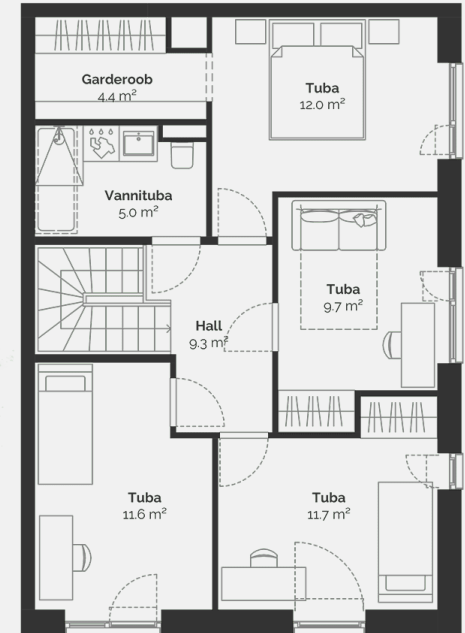 Garderoob
4.4 m²
Tuba
12.0 m²
Vannituba
5.0 m²
Tuba
9.7 m²
Hall
9.3 m²
Tuba
11.6 m²
Tuba
11.7 m²